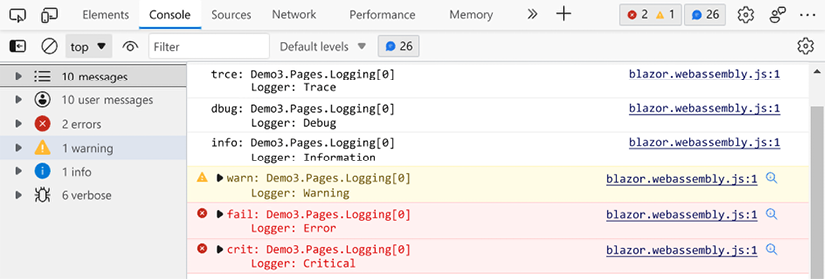 Elements Console Sources Network Performance Memory 2 1 26
top Filter Default levels 26
10 messages
10 user messages
2 errors
1 warning
1 info
6 verbose
trce: Demo3.Pages.Logging[0] blazor.webassembly.js:1
Logger: Trace
dbug: Demo3.Pages.Logging[0] blazor.webassembly.js:1
Logger: Debug
info: Demo3.Pages.Logging[0] blazor.webassembly.js:1
Logger: Information
warn: Demo3.Pages.Logging[0] blazor.webassembly.js:1
Logger: Warning
fail: Demo3.Pages.Logging[0] blazor.webassembly.js:1
Logger: Error
crit: Demo3.Pages.Logging[0] blazor.webassembly.js:1
Logger: Critical